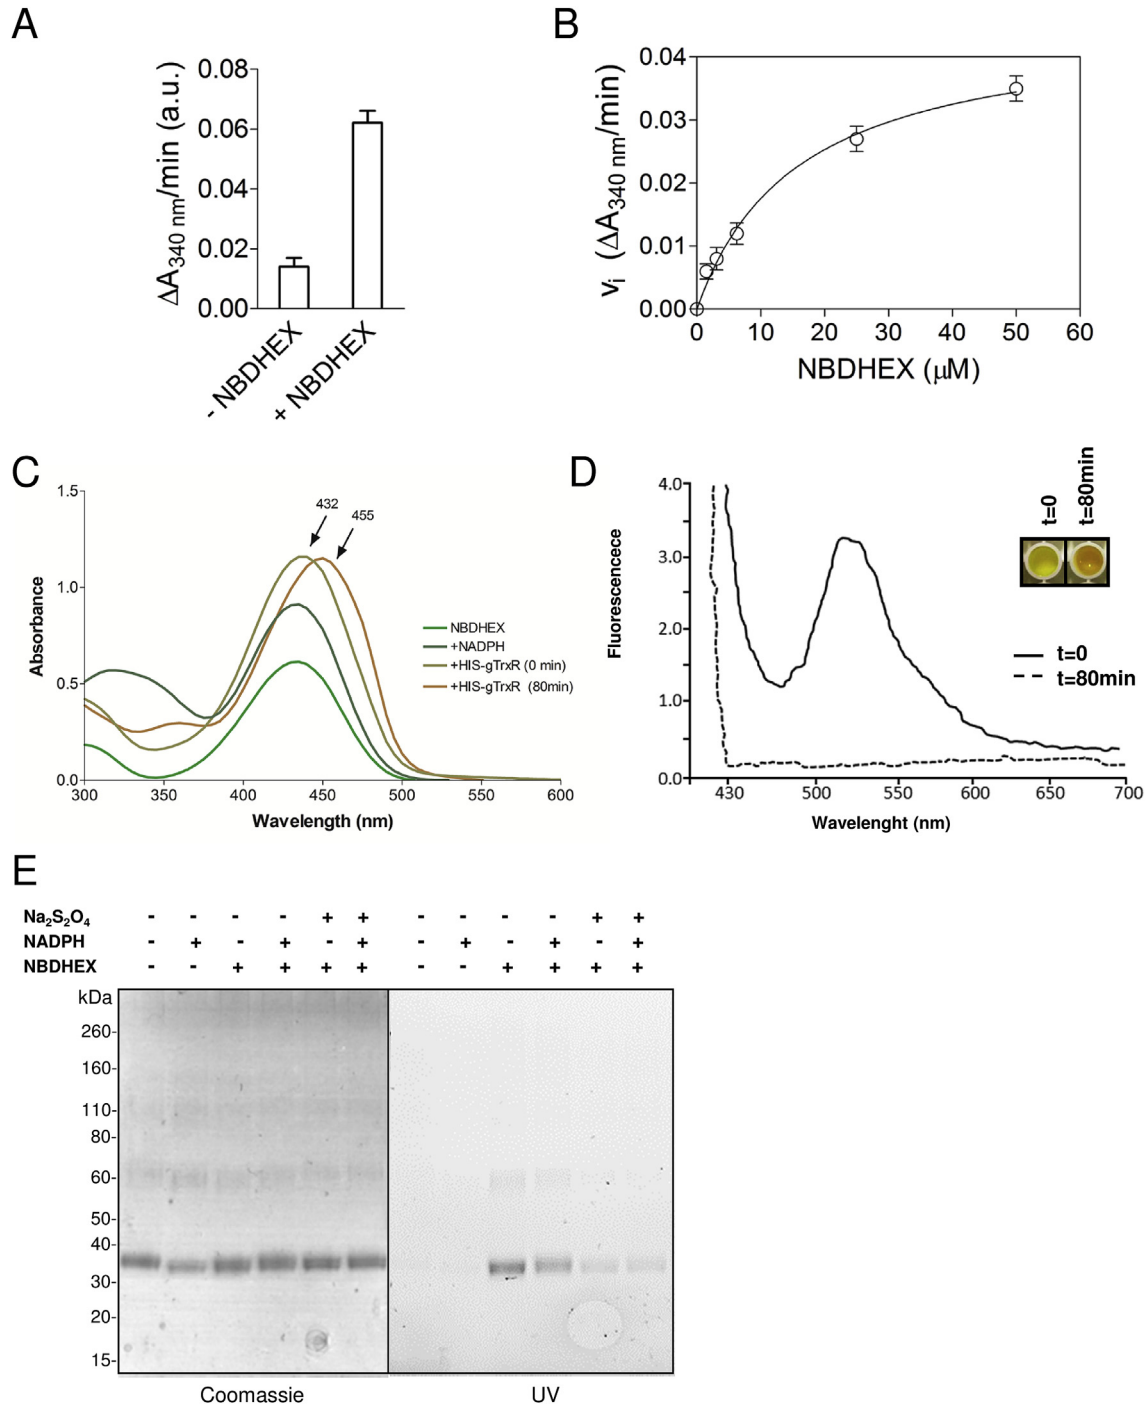 A
ΔA340 nm/min (a.u.)
0.08
0.06
0.04
0.02
0.00
- NBDHEX
+ NBDHEX
B
vi (ΔA340 nm/min)
0.04
0.03
0.02
0.01
0.00
0 10 20 30 40 50 60
NBDHEX (µM)
C
Absorbance
1.5
1.0
0.5
0.0
432
455
NBDHEX
+NADPH
+HIS-gTrxR (0 min)
+HIS-gTrxR (80min)
300 350 400 450 500 550 600
Wavelength (nm)
D
Fluorescencece
4.0
3.0
2.0
1.0
0.0
t=0
t=80min
t=0
t=80min
430 500 550 600 650 700
Wavelenght (nm)
E
Na2S2O4 - - - - + + - - - - + +
NADPH - + - + - + - + - + - +
NBDHEX - - + + + + - - + + + +
kDa
260-
160-
110-
80-
60-
50-
40-
30-
20-
15-
Coomassie UV